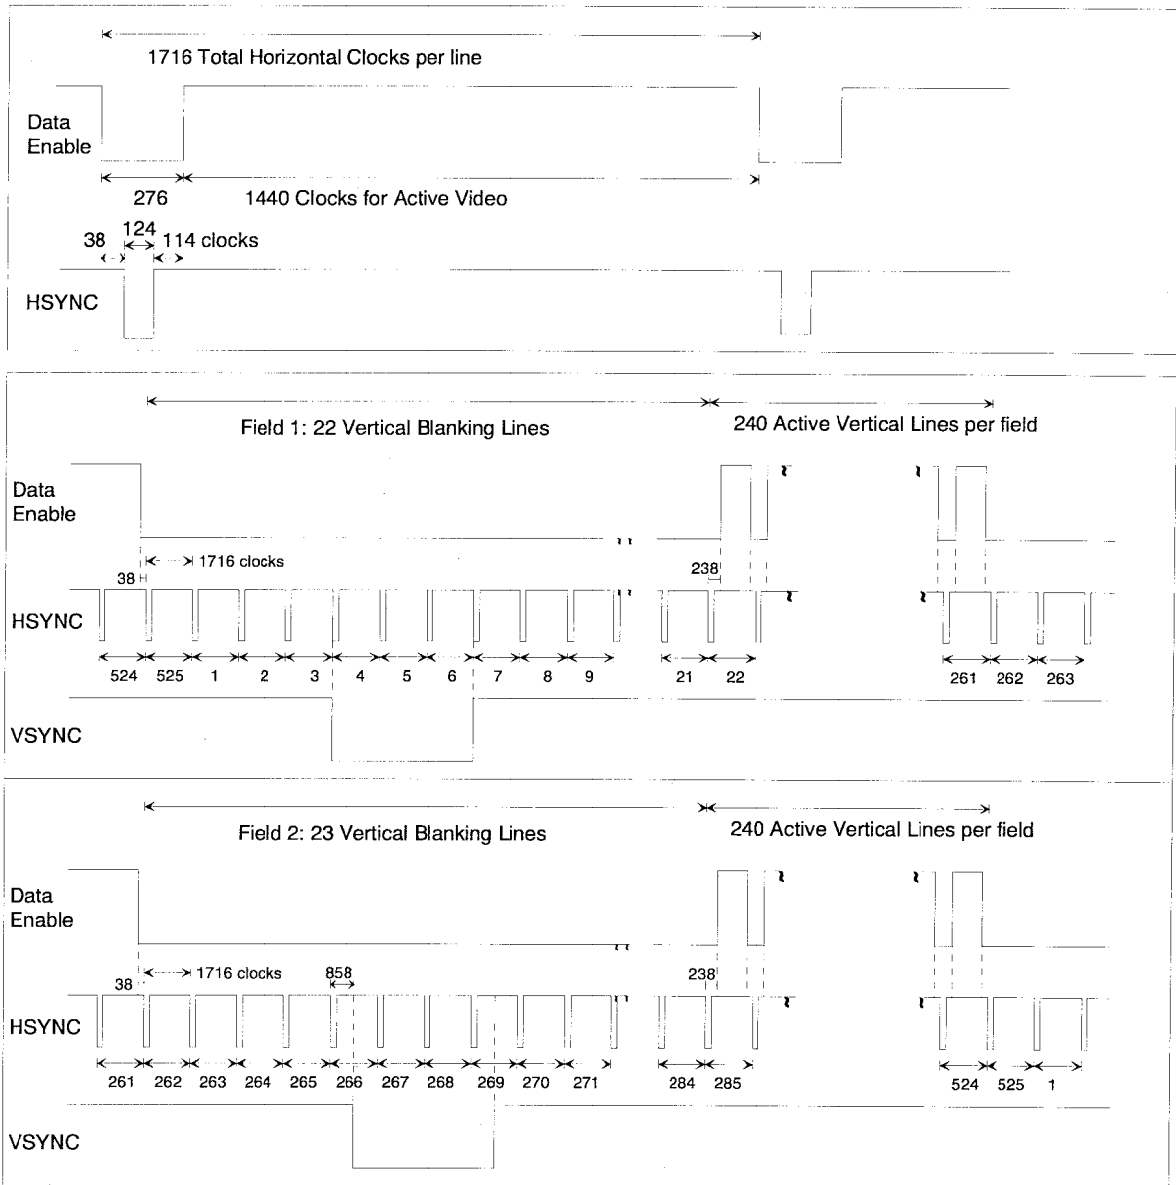 1716 Total Horizontal Clocks per line
Data
Enable
276 1440 Clocks for Active Video
124
38 114 clocks
HSYNC
Field 1: 22 Vertical Blanking Lines 240 Active Vertical Lines per field
Data
Enable
1716 clocks
38 238
HSYNC
524 525 1 2 3 4 5 6 7 8 9 21 22 261 262 263
VSYNC
Field 2: 23 Vertical Blanking Lines 240 Active Vertical Lines per field
Data
Enable
1716 clocks 858 238
38
HSYNC
261 262 263 264 265 266 267 268 269 270 271 284 285 524 525 1
VSYNC